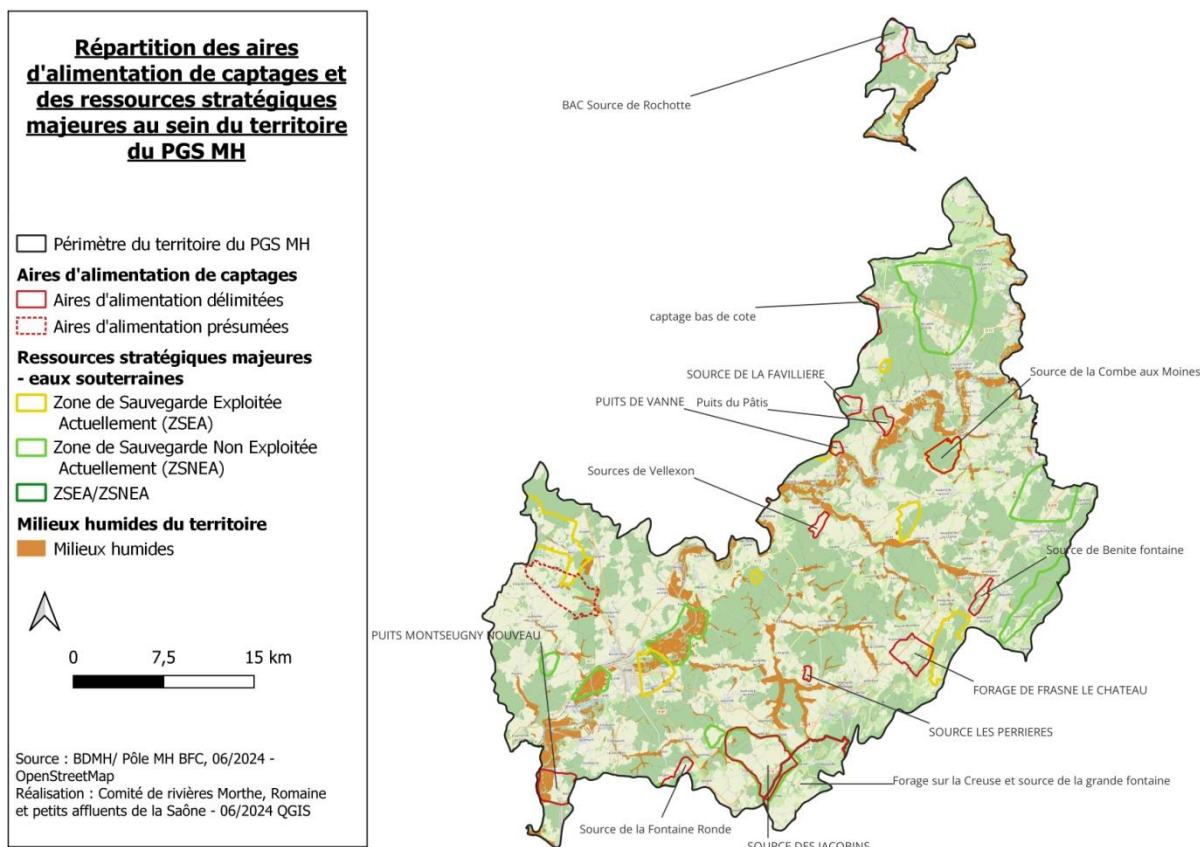 Répartition des aires
d'alimentation de captages et
des ressources stratégiques
majeures au sein du territoire
du PGS MH
Périmètre du territoire du PGS MH
Aires d'alimentation de captages
Aires d'alimentation délimitées
Aires d'alimentation présumées
Ressources stratégiques majeures
- eaux souterraines
Zone de Sauvegarde Exploitée
Actuellement (ZSEA)
Zone de Sauvegarde Non Exploitée
Actuellement (ZSNEA)
ZSEA/ZSNEA
Milieux humides du territoire
Milieux humides
0 7,5 15 km
Source : BDMH/ Pôle MH BFC, 06/2024 -
OpenStreetMap
Réalisation : Comité de rivières Morthe, Romaine
et petits affluents de la Saône - 06/2024 QGIS
BAC Source de Rochotte
captage bas de cote
SOURCE DE LA FAVILLIERE
Source de la Combe aux Moines
PUITS DE VANNE
Puits du Pâtis
Sources de Vellexon
Source de Benite fontaine
PUITS MONTSEUGNY NOUVEAU
FORAGE DE FRASNE LE CHATEAU
SOURCE LES PERRIERES
Forage sur la Creuse et source de la grande fontaine
Source de la Fontaine Ronde
SOURCE DES JACOBINS